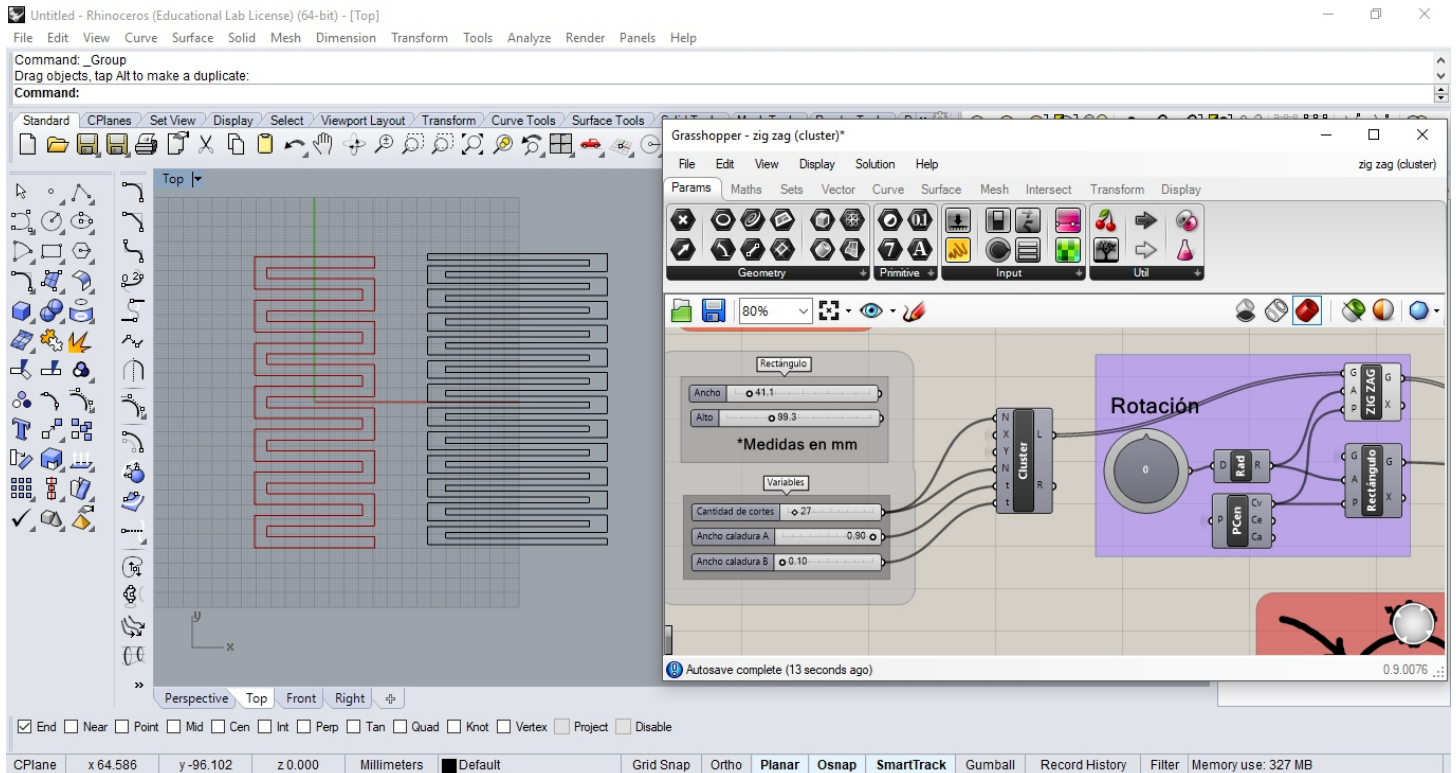 Untitled - Rhinoceros (Educational Lab License) (64-bit) - [Top]
File Edit View Curve Surface Solid Mesh Dimension Transform Tools Analyze Render Panels Help
Command: _Group
Drag objects, tap Alt to make a duplicate:
Command:
Standard CPlanes Set View Display Select Viewport Layout Transform Curve Tools Surface Tools
Top
Grasshopper - zig zag (cluster)*
File Edit View Display Solution Help zig zag (cluster)
Params Maths Sets Vector Curve Surface Mesh Intersect Transform Display
Geometry Primitive Input Util
80%
Rectángulo
Ancho 41.1
Alto 99.3
*Medidas en mm
Variables
Cantidad de cortes 27
Ancho caladura A 0.90
Ancho caladura B 0.10
N
X
Y
N
t
t
Cluster
L
R
Rotación
0
D Rad R
P PCen Cv
Ce
Ca
G
A
P
ZIG ZAG
G
X
G
A
P
Rectángulo
G
X
Autosave complete (13 seconds ago) 0.9.0076
y
x
Perspective Top Front Right
End Near Point Mid Cen Int Perp Tan Quad Knot Vertex Project Disable
CPlane x 64.586 y -96.102 z 0.000 Millimeters Default Grid Snap Ortho Planar Osnap SmartTrack Gumball Record History Filter Memory use: 327 MB